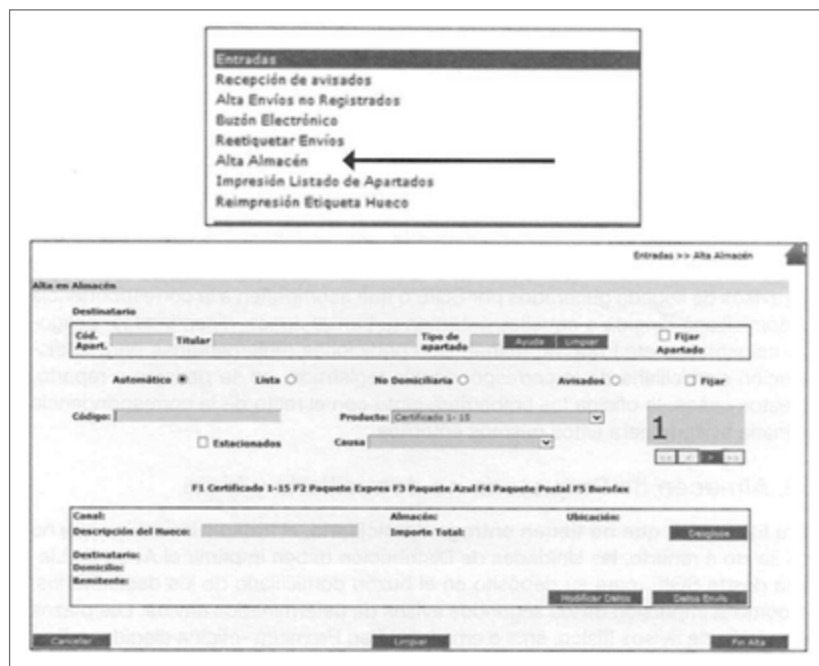 Entradas
Recepción de avisados
Alta Envíos no Registrados
Buzón Electrónico
Reetiquetar Envíos
Alta Almacén
Impresión Listado de Apartados
Reimpresión Etiqueta Hueco
Entradas >> Alta Almacén
Alta en Almacén
Destinatario
Cód. Apart. Titular Tipo de apartado Ayuda Limpiar Fijar Apartado
Automático Lista No Domiciliaria Avisados Fijar
Código: Producto: Certificado 1- 15 1
<< < > >>
Estacionados Causa
F1 Certificado 1-15 F2 Paquete Expres F3 Paquete Azul F4 Paquete Postal F5 Burofax
Canal: Almacén: Ubicación:
Descripción del Hueco: Importe Total: Desglose
Destinatario:
Domicilio:
Remitente:
Modificar Datos Datos Envío
Cancelar Limpiar Fin Alta